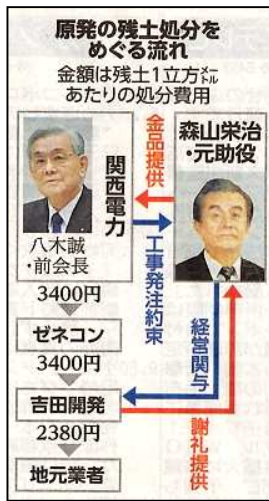 原発の残土処分を
めぐる流れ
金額は残土1立方㍍
あたりの処分費用
関西電力
八木誠
・前会長
金品提供
工事発注約束
森山栄治
・元助役
3400円
ゼネコン
3400円
吉田開発
2380円
地元業者
経営関与
謝礼提供